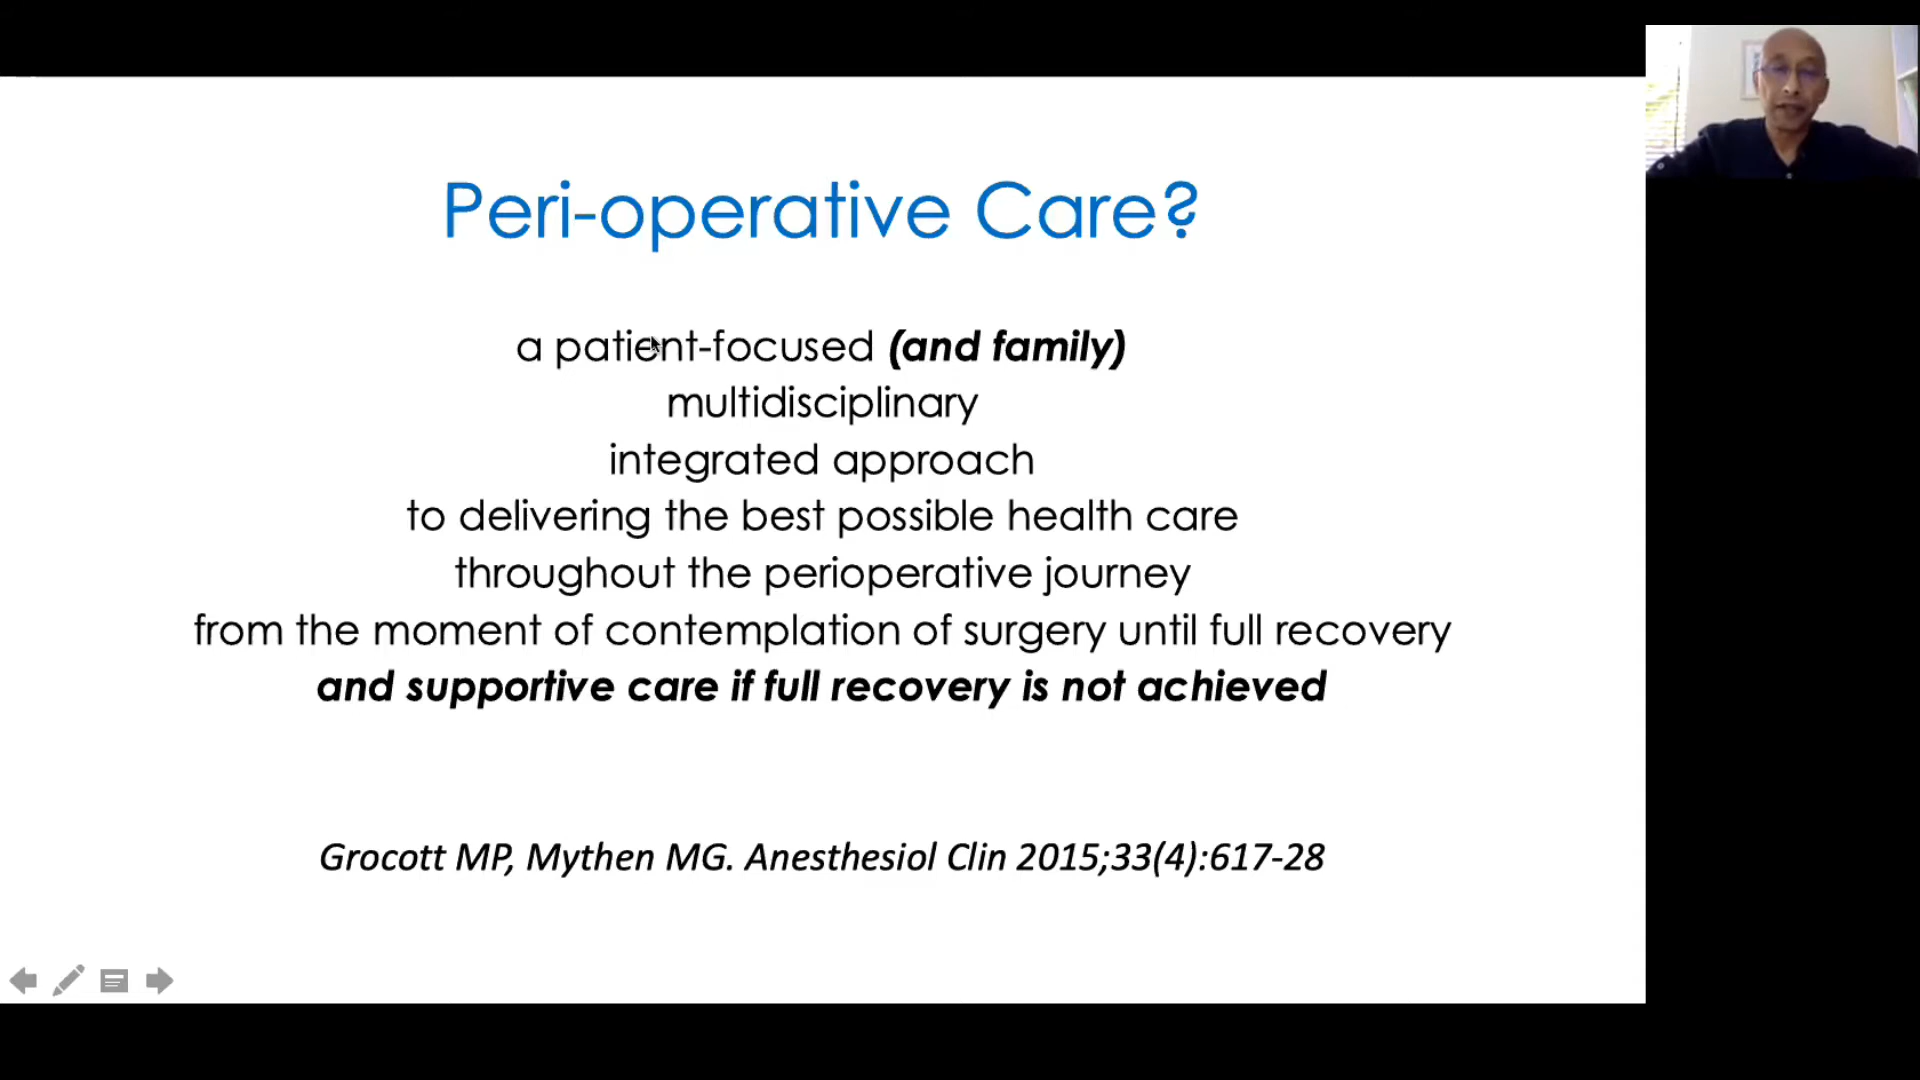 Peri-operative Care?
a patient-focused (and family)
multidisciplinary
integrated approach
to delivering the best possible health care
throughout the perioperative journey
from the moment of contemplation of surgery until full recovery
and supportive care if full recovery is not achieved
Grocott MP, Mythen MG. Anesthesiol Clin 2015;33(4):617-28